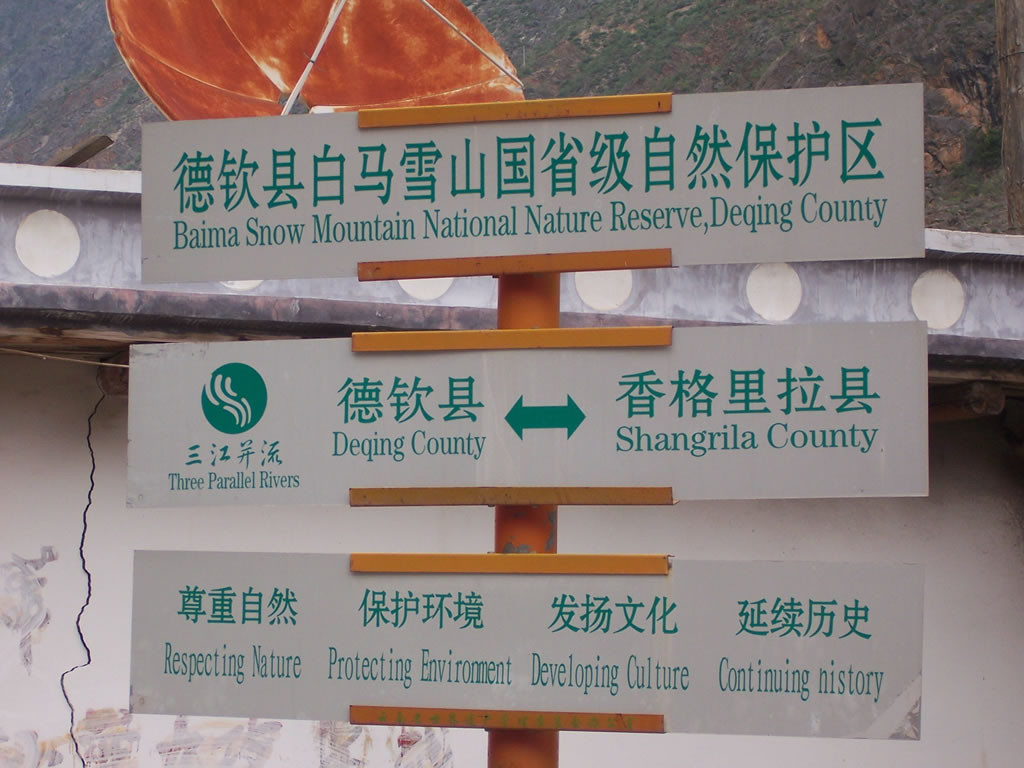 德钦县白马雪山国省级自然保护区
Baima Snow Mountain National Nature Reserve,Deqing County
三江并流
Three Parallel Rivers
德钦县
Deqing County
香格里拉县
Shangrila County
尊重自然 保护环境 发扬文化 延续历史
Respecting Nature Protecting Environment Developing Culture Continuing nistory